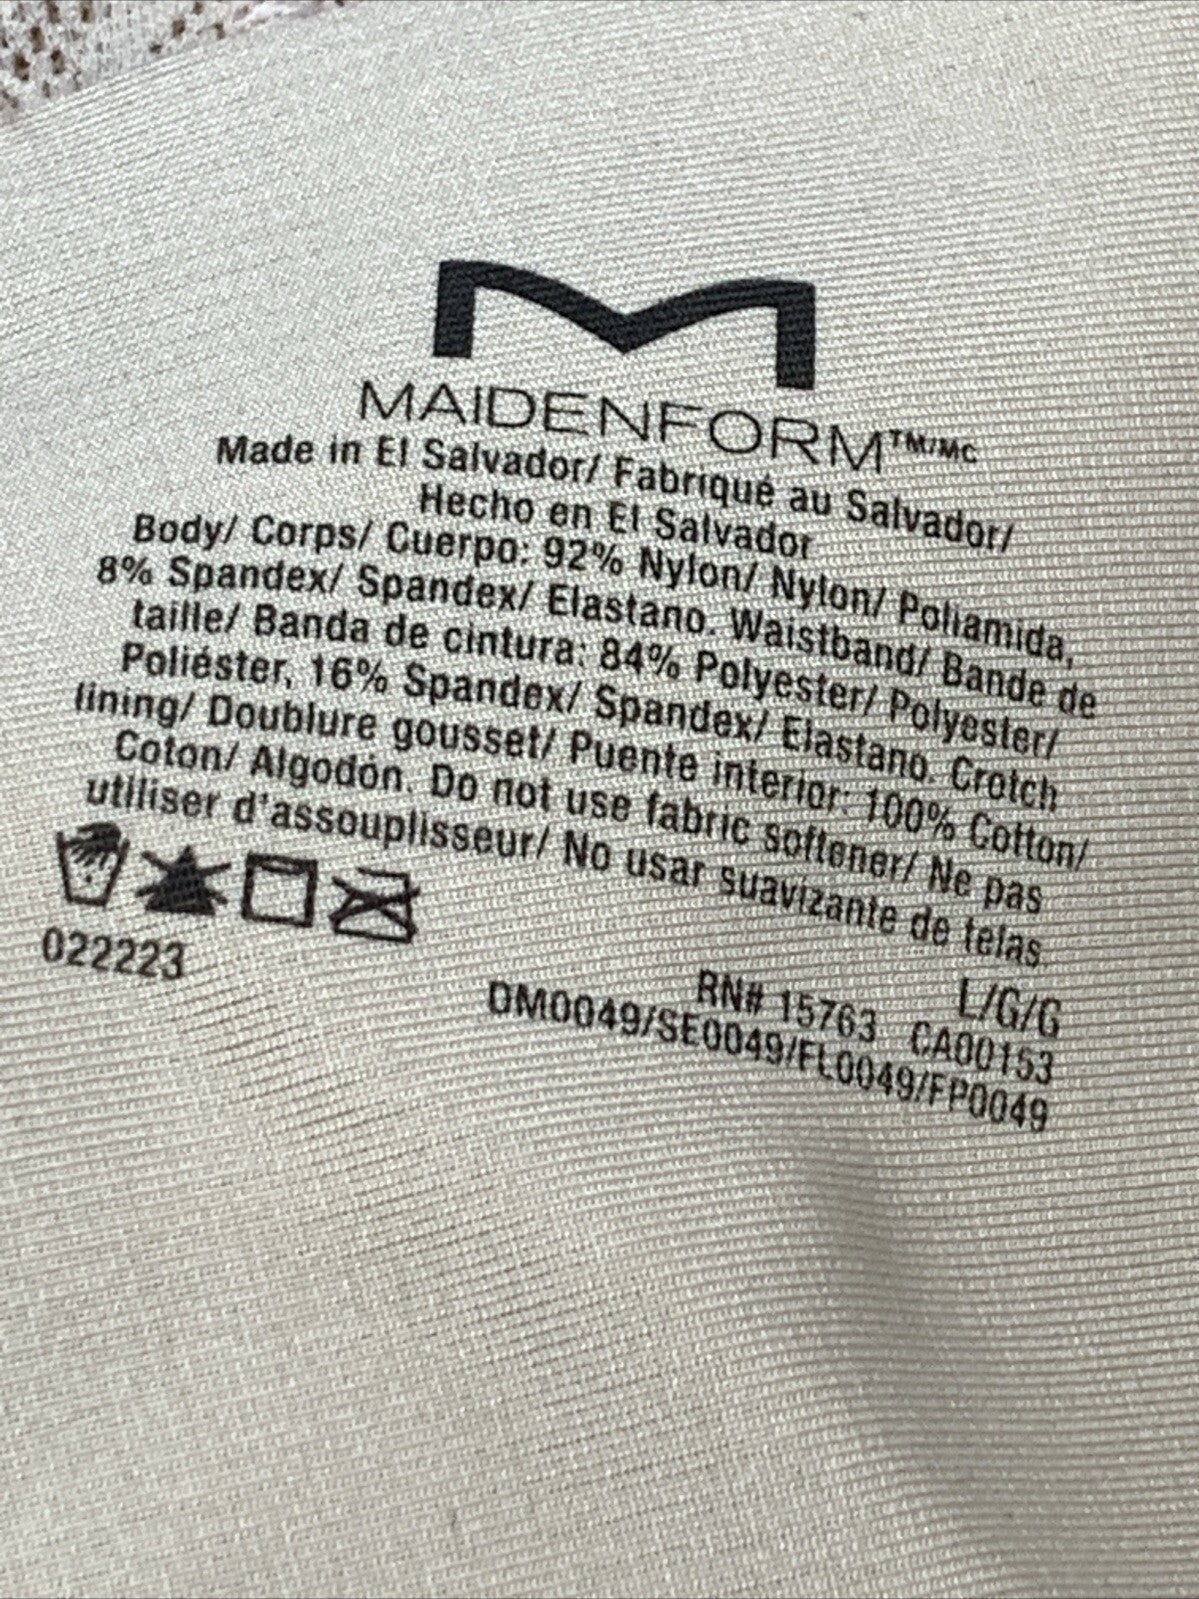 MAIDENFORM™/MC
Made in El Salvador/ Fabriqué au Salvador/
Hecho en El Salvador
Body/ Corps/ Cuerpo: 92% Nylon/ Nylon/ Poliamida,
8% Spandex/ Spandex/ Elastano. Waistband/ Bande de
taille/ Banda de cintura: 84% Polyester/ Polyester/
Poliéster, 16% Spandex/ Spandex/ Elastano. Crotch
lining/ Doublure gousset/ Puente interior: 100% Cotton/
Coton/ Algodón. Do not use fabric softener/ Ne pas
utiliser d'assouplisseur/ No usar suavizante de telas.
022223
L/G/G
RN# 15763 CA00153
DM0049/SE0049/FL0049/FP0049